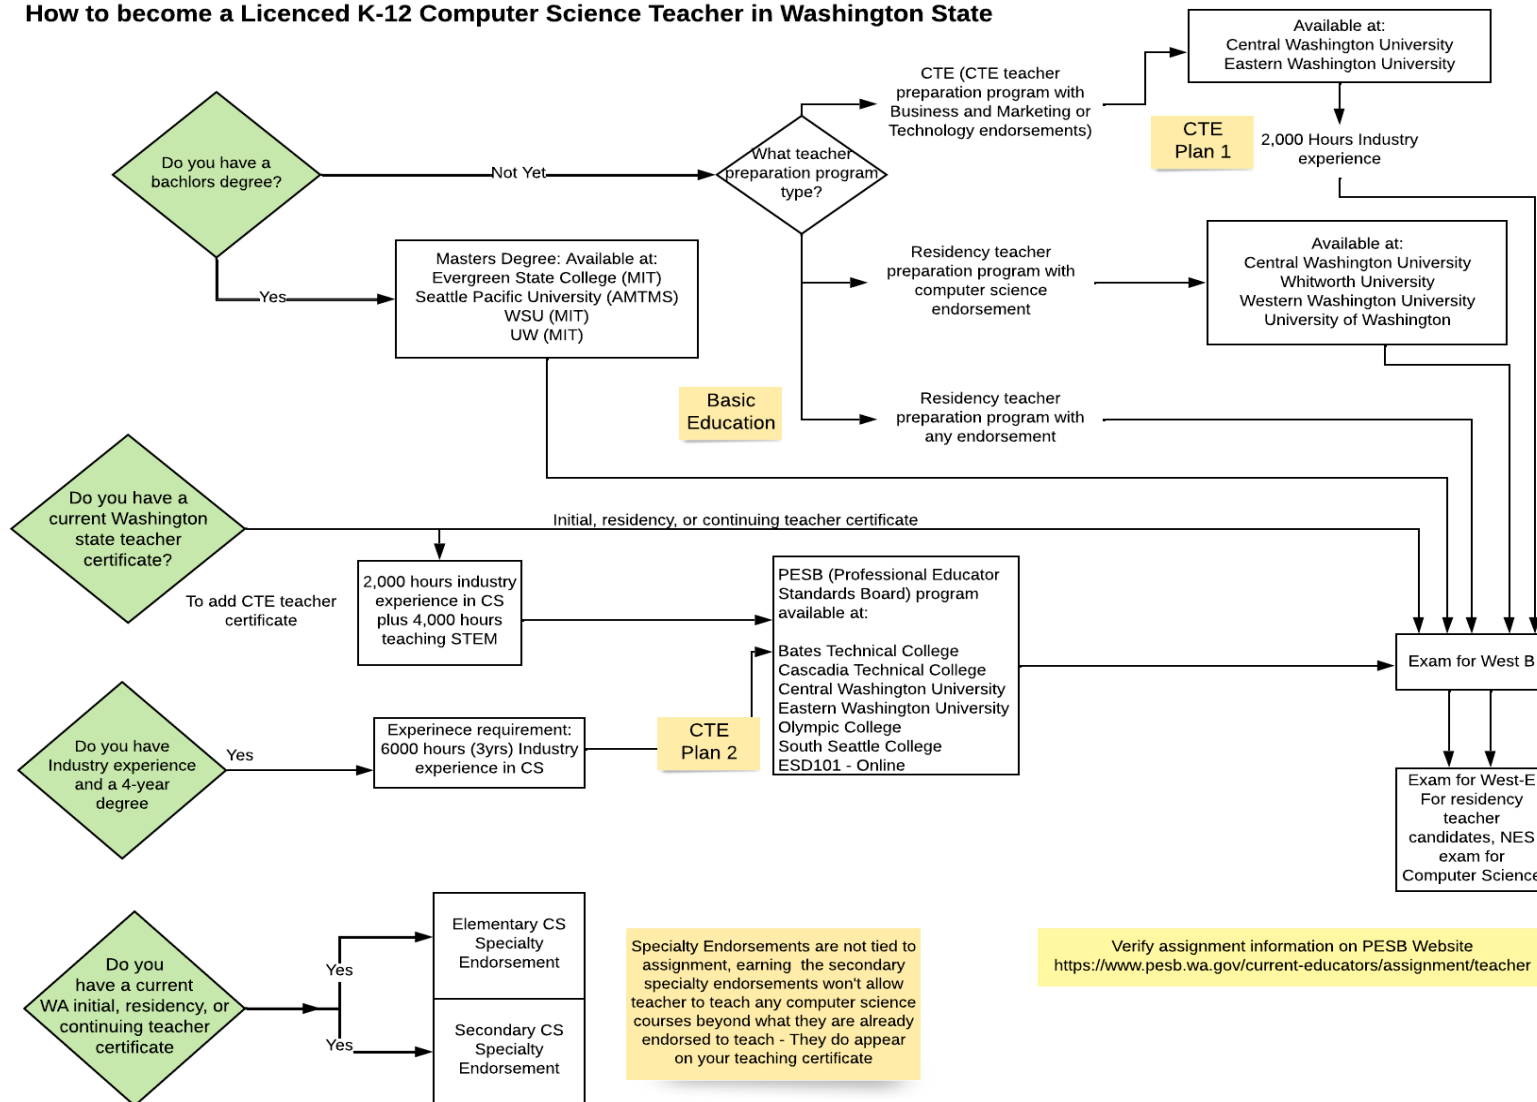 How to become a Licenced K-12 Computer Science Teacher in Washington State
Available at:
Central Washington University
Eastern Washington University
CTE (CTE teacher
preparation program with
Business and Marketing or
Technology endorsements)
CTE
Plan 1
2,000 Hours Industry
experience
Do you have a
bachlors degree?
Not Yet
What teacher
preparation program
type?
Yes
Masters Degree: Available at:
Evergreen State College (MIT)
Seattle Pacific University (AMTMS)
WSU (MIT)
UW (MIT)
Residency teacher
preparation program with
computer science
endorsement
Available at:
Central Washington University
Whitworth University
Western Washington University
University of Washington
Basic
Education
Residency teacher
preparation program with
any endorsement
Do you have a
current Washington
state teacher
certificate?
Initial, residency, or continuing teacher certificate
To add CTE teacher
certificate
2,000 hours industry
experience in CS
plus 4,000 hours
teaching STEM
PESB (Professional Educator
Standards Board) program
available at:
Bates Technical College
Cascadia Technical College
Central Washington University
Eastern Washington University
Olympic College
South Seattle College
ESD101 - Online
Exam for West B
Do you have
Industry experience
and a 4-year
degree
Yes
Experinece requirement:
6000 hours (3yrs) Industry
experience in CS
CTE
Plan 2
Exam for West-E
For residency
teacher
candidates, NES
exam for
Computer Science
Do you
have a current
WA initial, residency, or
continuing teacher
certificate
Yes
Yes
Elementary CS
Specialty
Endorsement
Secondary CS
Specialty
Endorsement
Specialty Endorsements are not tied to
assignment, earning the secondary
specialty endorsements won't allow
teacher to teach any computer science
courses beyond what they are already
endorsed to teach - They do appear
on your teaching certificate
Verify assignment information on PESB Website
https://www.pesb.wa.gov/current-educators/assignment/teacher